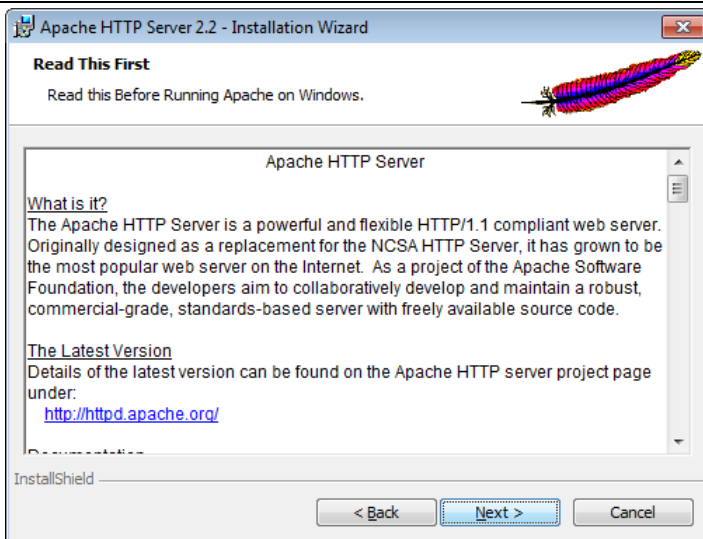 Apache HTTP Server 2.2 - Installation Wizard
Read This First
Read this Before Running Apache on Windows.
Apache HTTP Server
What is it?
The Apache HTTP Server is a powerful and flexible HTTP/1.1 compliant web server.
Originally designed as a replacement for the NCSA HTTP Server, it has grown to be
the most popular web server on the Internet.  As a project of the Apache Software
Foundation, the developers aim to collaboratively develop and maintain a robust,
commercial-grade, standards-based server with freely available source code.
The Latest Version
Details of the latest version can be found on the Apache HTTP server project page
under:
http://httpd.apache.org/
InstallShield
< Back Next > Cancel